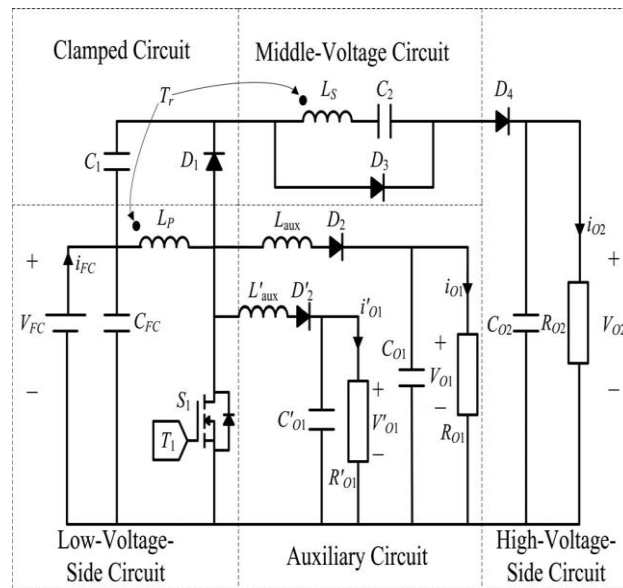 Clamped Circuit
Middle-Voltage Circuit
Tr
LS
C2
D4
C1
D1
D3
LP
Laux
D2
iFC
iO2
+
L'aux
D'2
i'O1
iO1
+
VFC
CFC
CO1
+
VO1
CO2
RO2
VO2
−
S1
+
−
−
T1
C'O1
V'O1
RO1
−
R'O1
Low-Voltage-
Side Circuit
Auxiliary Circuit
High-Voltage-
Side Circuit